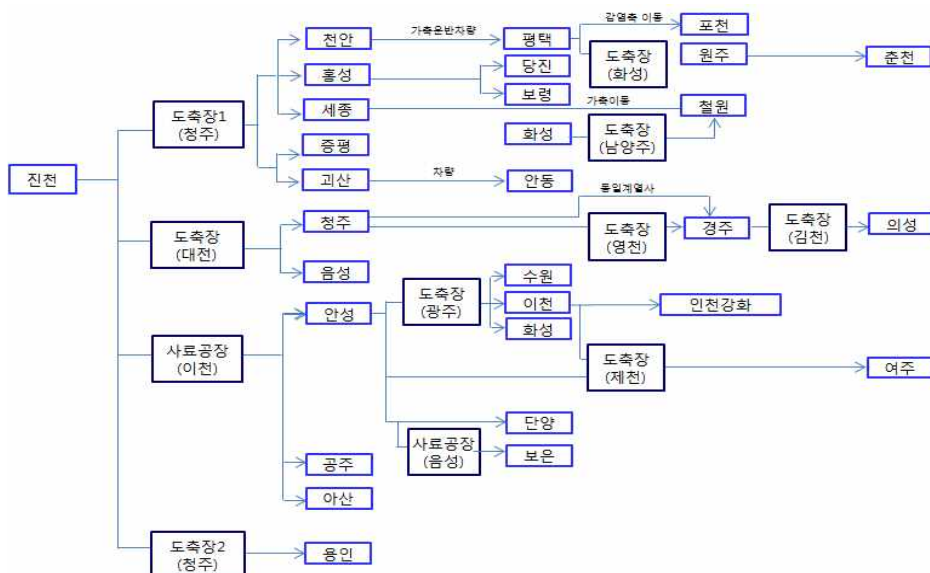 감염축 이동
포천
천안
가축운반차량
평택
원주
춘천
홍성
당진
도축장
(화성)
보령
세종
가축이동
철원
도축장1
(청주)
화성
도축장
(남양주)
증평
진천
괴산
차량
안동
동일계열사
청주
도축장
(영천)
경주
도축장
(김천)
의성
도축장
(대전)
음성
수원
도축장
(광주)
이천
인천강화
안성
화성
사료공장
(이천)
도축장
(제천)
여주
단양
사료공장
(음성)
보은
공주
아산
도축장2
(청주)
용인